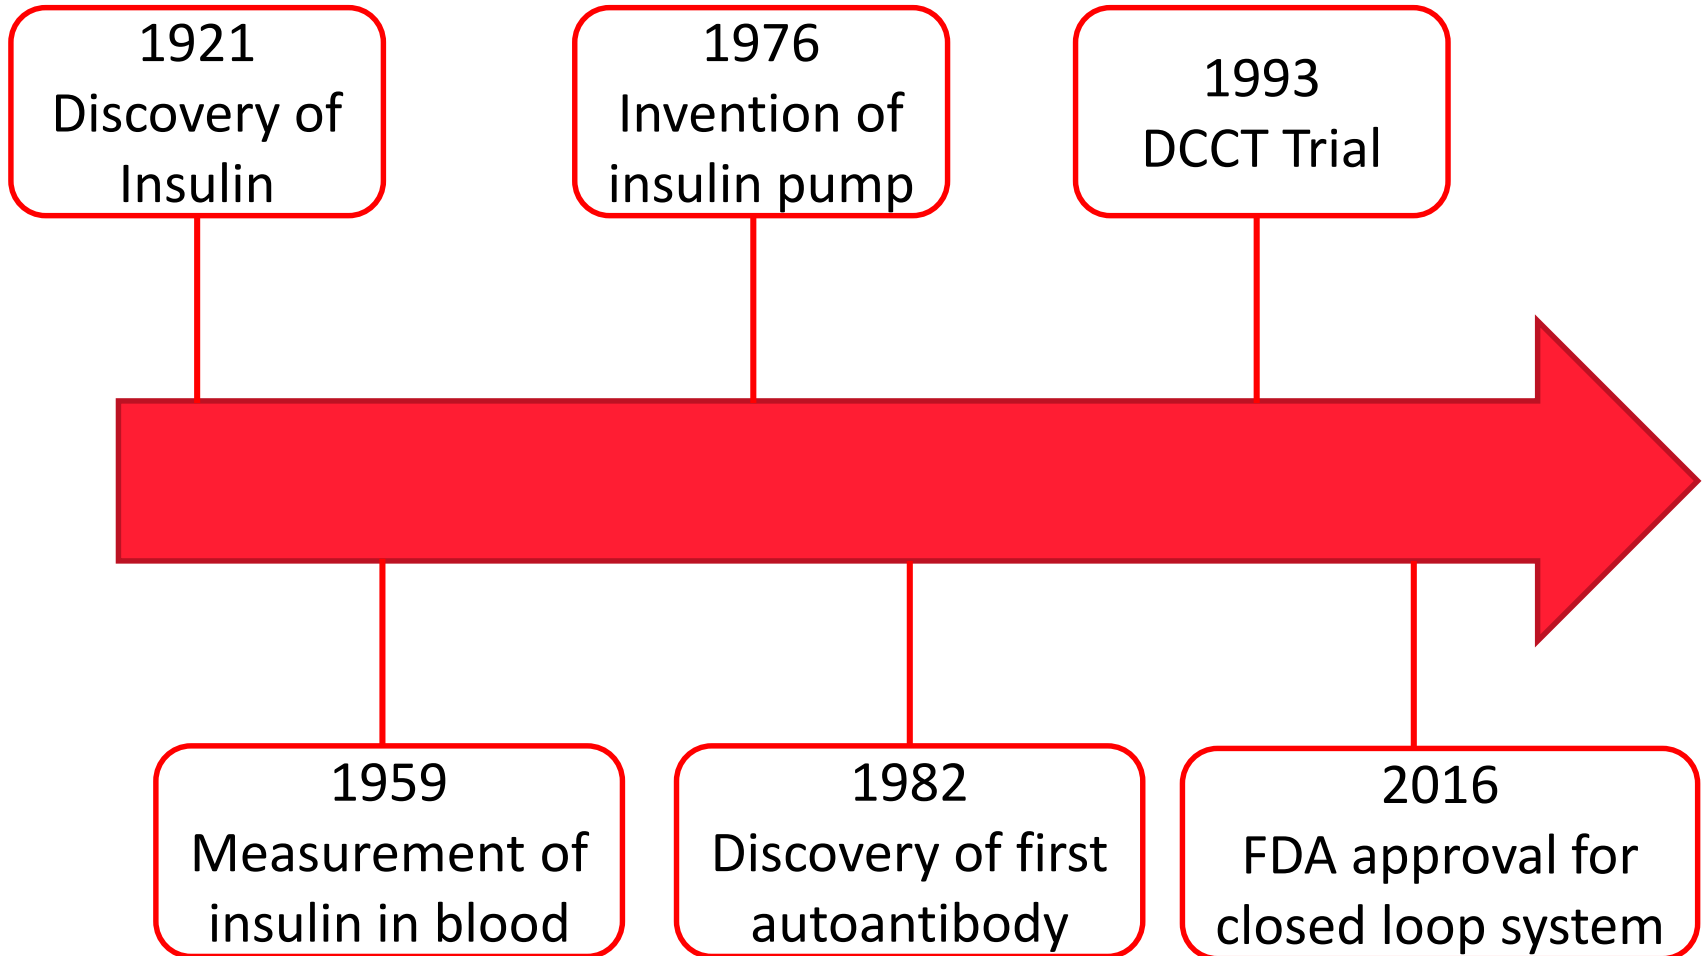 1921
Discovery of
Insulin
1976
Invention of
insulin pump
1993
DCCT Trial
1959
Measurement of
insulin in blood
1982
Discovery of first
autoantibody
2016
FDA approval for
closed loop system